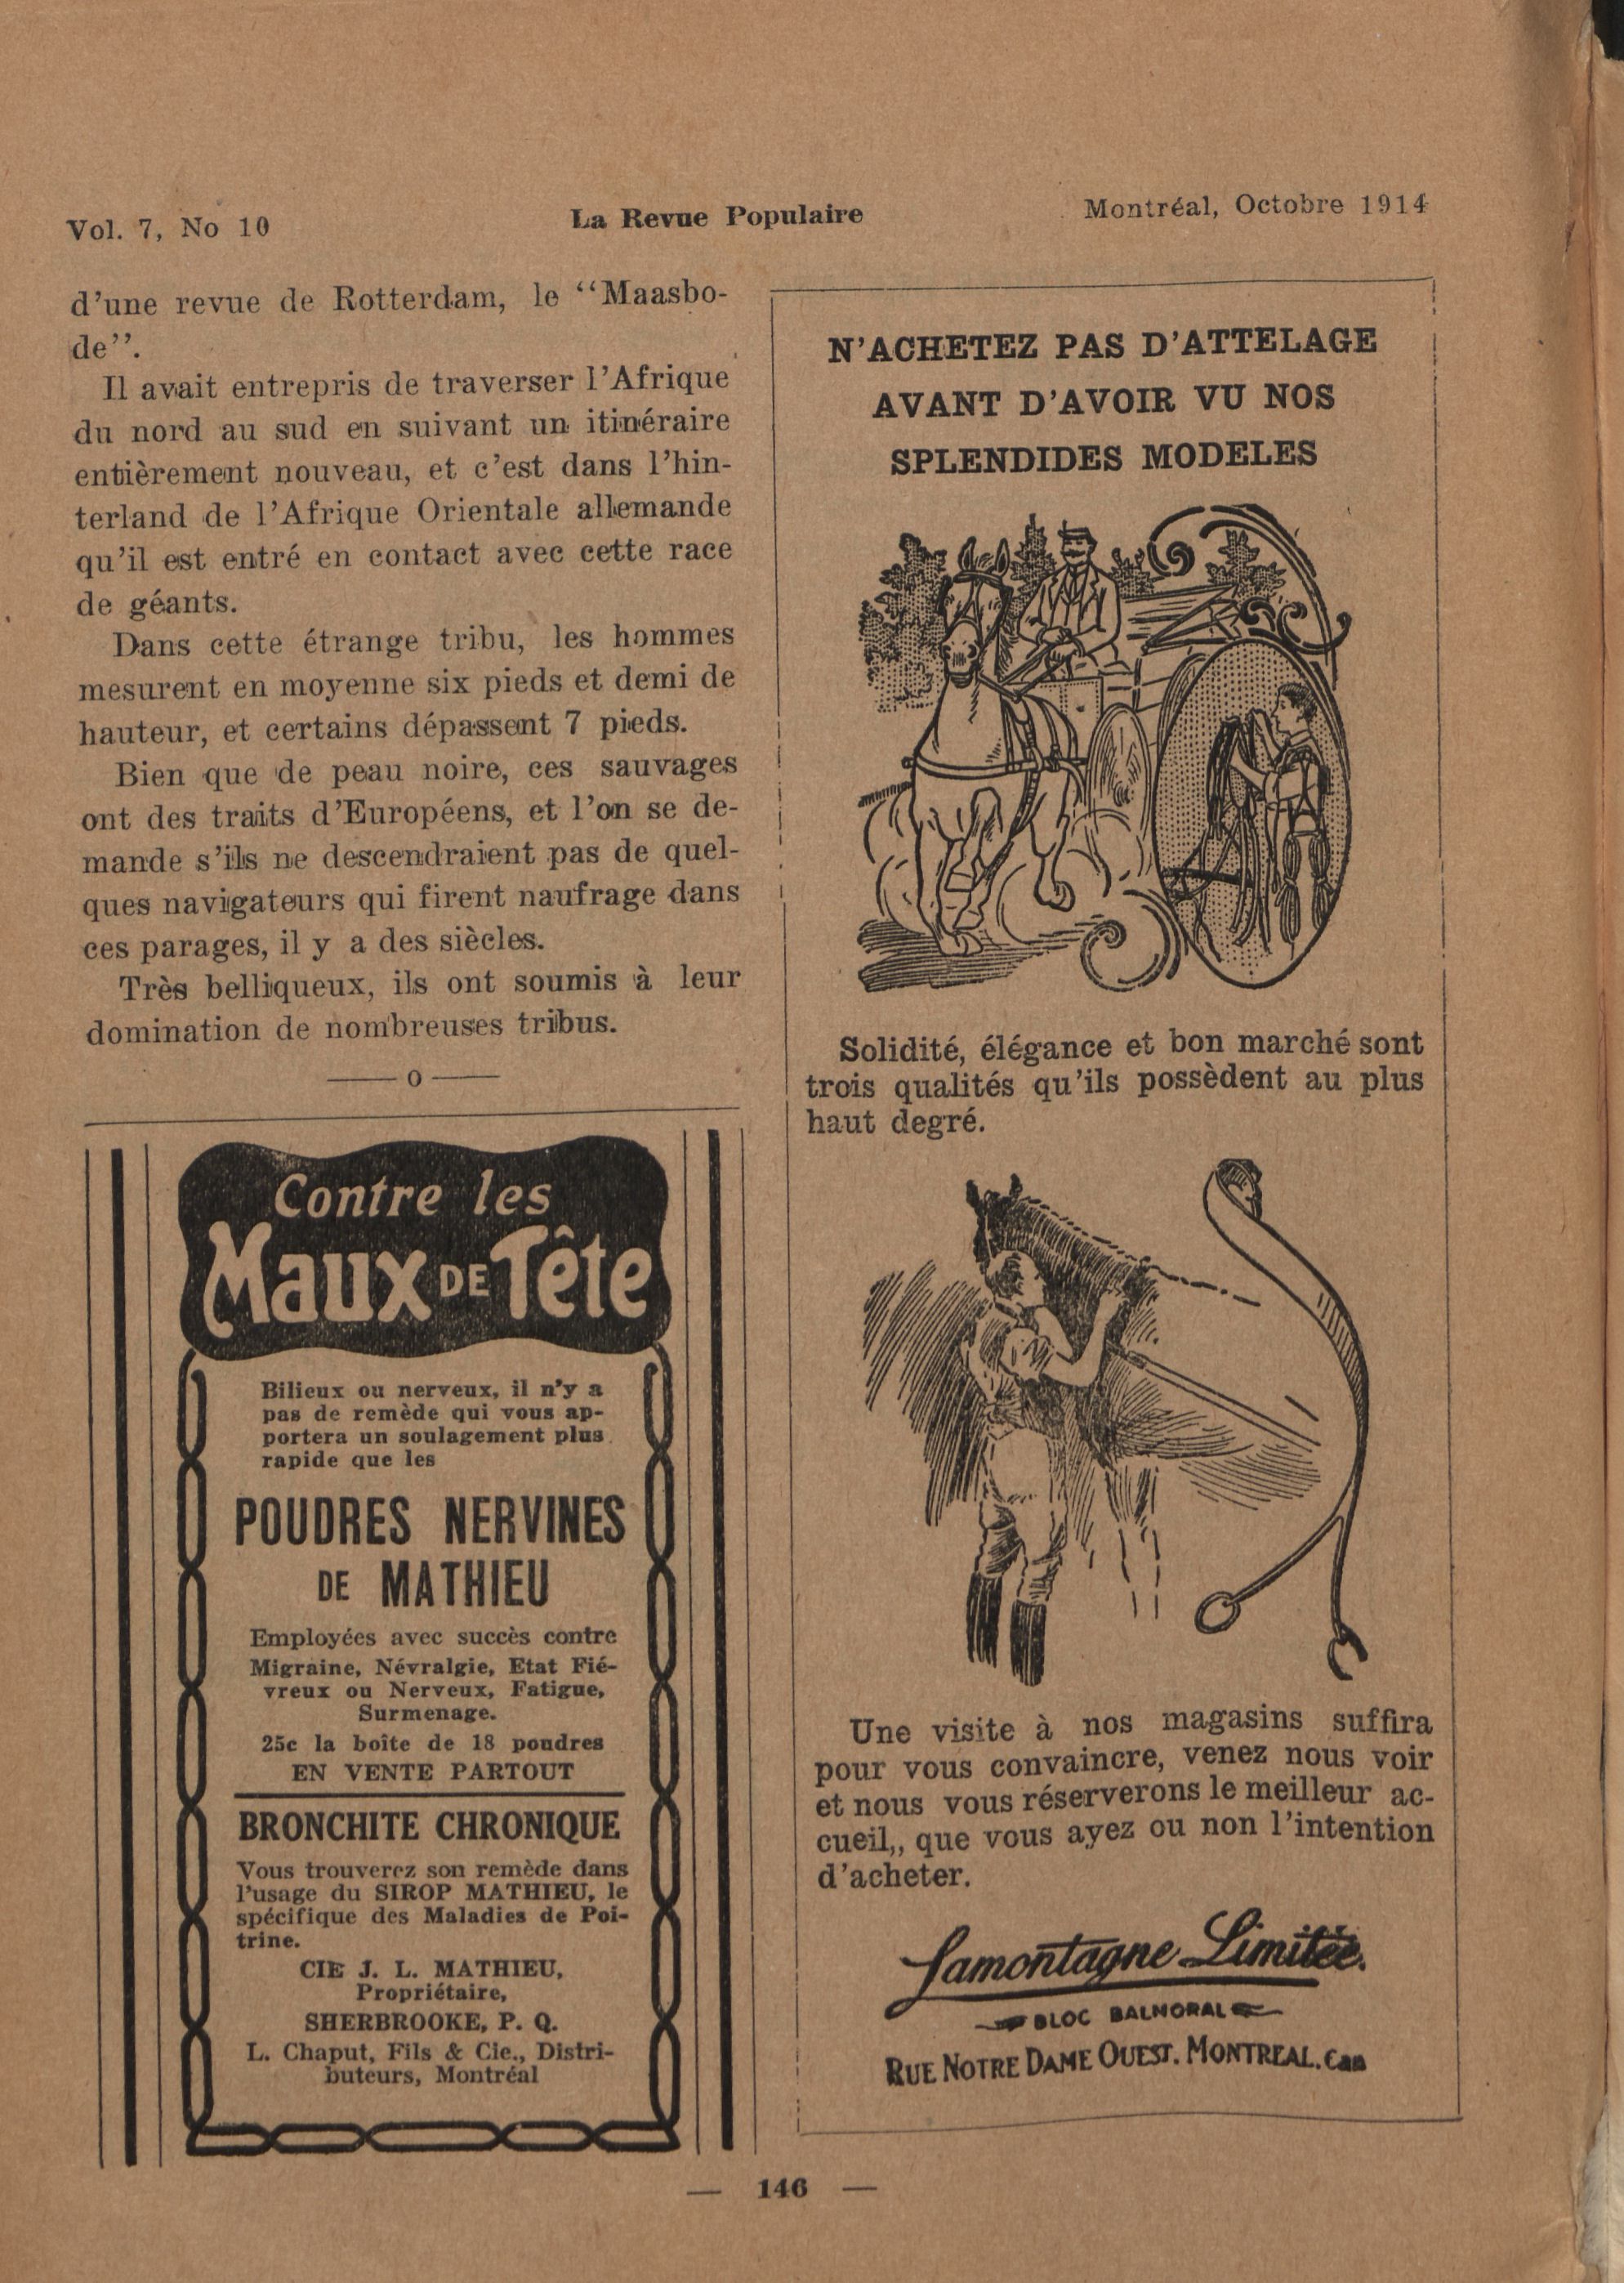 Vol. 7, No 10
La Revue Populaire
Montréal, Octobre 1914
d'une revue de Rotterdam, le "Maasbo-
de".
Il avait entrepris de traverser l'Afrique
du nord au sud en suivant un itinéraire
entièrement nouveau, et c'est dans l'hin-
terland de l'Afrique Orientale allemande
qu'il est entré en contact avec cette race
de géants.
Dans cette étrange tribu, les hommes
mesurent en moyenne six pieds et demi de
hauteur, et certains dépassent 7 pieds.
Bien que de peau noire, ces sauvages
ont des traits d'Européens, et l'on se de-
mande s'ils ne descendraient pas de quel-
ques navigateurs qui firent naufrage dans
ces parages, il y a des siècles.
Très belliqueux, ils ont soumis à leur
domination de nombreuses tribus.
—— o ——
Contre les
Maux DE Tête
Bilieux ou nerveux, il n'y a
pas de remède qui vous ap-
portera un soulagement plus
rapide que les
POUDRES NERVINES
DE MATHIEU
Employées avec succès contre
Migraine, Névralgie, Etat Fié-
vreux ou Nerveux, Fatigue,
Surmenage.
25c la boîte de 18 poudres
EN VENTE PARTOUT
BRONCHITE CHRONIQUE
Vous trouverez son remède dans
l'usage du SIROP MATHIEU, le
spécifique des Maladies de Poi-
trine.
CIE J. L. MATHIEU,
Propriétaire,
SHERBROOKE, P. Q.
L. Chaput, Fils & Cie., Distri-
buteurs, Montréal
N'ACHETEZ PAS D'ATTELAGE
AVANT D'AVOIR VU NOS
SPLENDIDES MODELES
Solidité, élégance et bon marché sont
trois qualités qu'ils possèdent au plus
haut degré.
Une visite à nos magasins suffira
pour vous convaincre, venez nous voir
et nous vous réserverons le meilleur ac-
cueil,, que vous ayez ou non l'intention
d'acheter.
Lamontagne Limitée.
BLOC BALMORAL
RUE NOTRE DAME OUEST. MONTREAL. Can
— 146 —